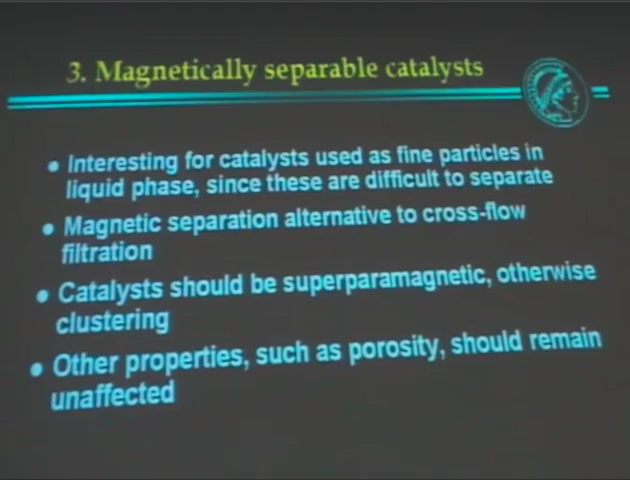 3. Magnetically separable catalysts
• Interesting for catalysts used as fine particles in
liquid phase, since these are difficult to separate
• Magnetic separation alternative to cross-flow
filtration
• Catalysts should be superparamagnetic, otherwise
clustering
• Other properties, such as porosity, should remain
unaffected